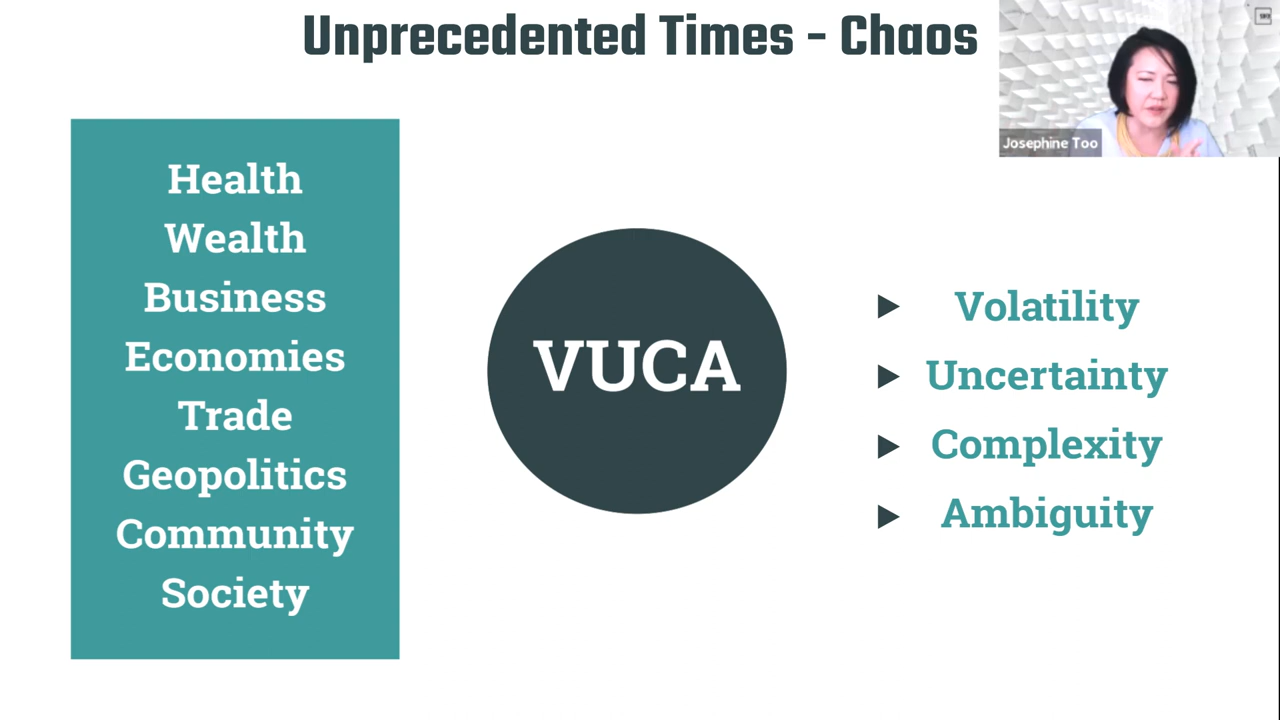 Unprecedented Times - Chaos
Josephine Too
Health
Wealth
Business
Economies
Trade
Geopolitics
Community
Society
VUCA
Volatility
Uncertainty
Complexity
Ambiguity